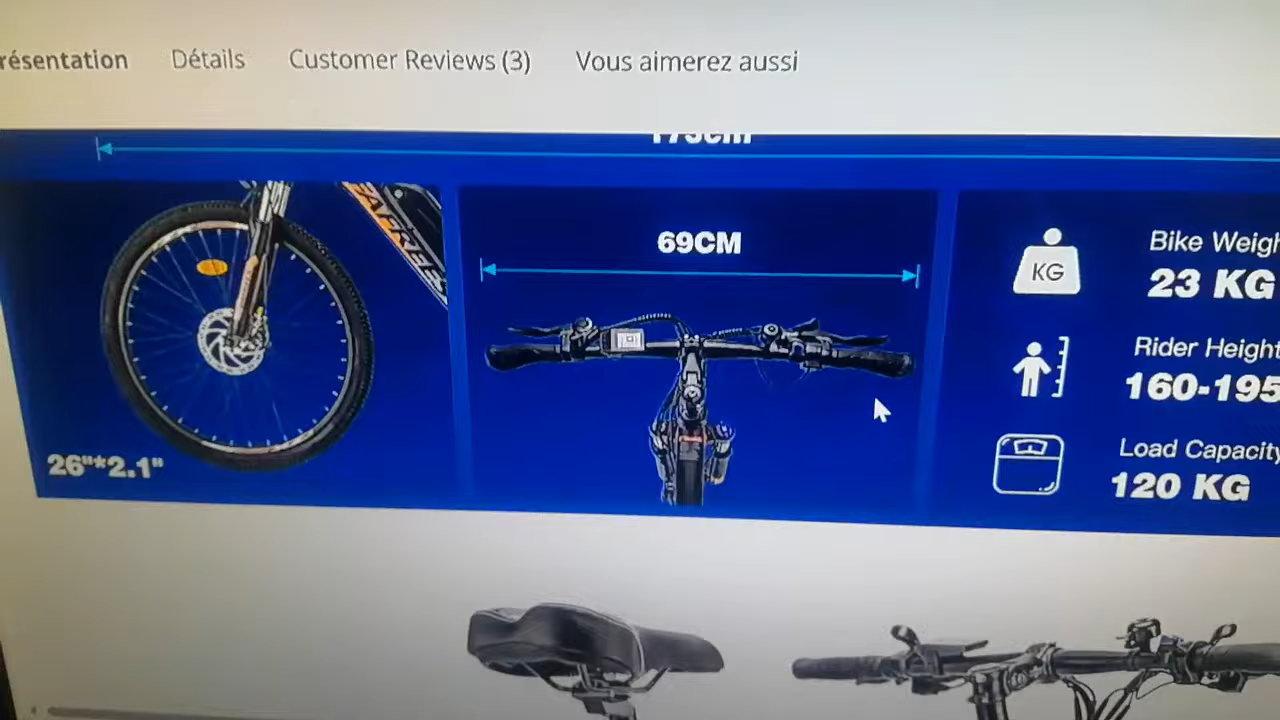 résentation Détails Customer Reviews (3) Vous aimerez aussi
69CM
KG
Bike Weigh
23 KG
Rider Height
160-195
Load Capacity
120 KG
26"*2.1"